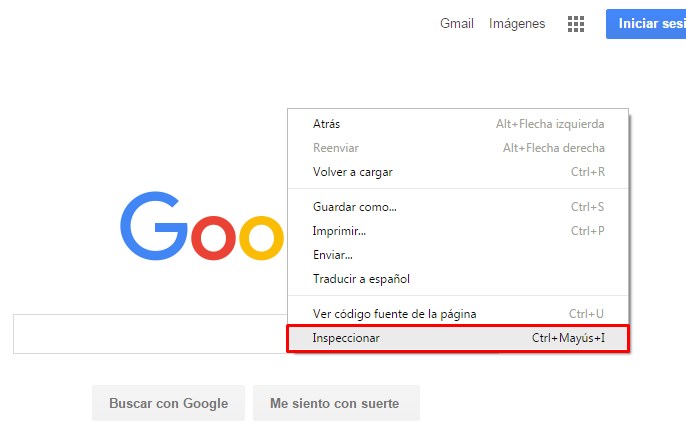 Gmail Imágenes Iniciar sesi
Atrás Alt+Flecha izquierda
Reenviar Alt+Flecha derecha
Volver a cargar Ctrl+R
Guardar como... Ctrl+S
Imprimir... Ctrl+P
Enviar...
Traducir a español
Goo
Ver código fuente de la página Ctrl+U
Inspeccionar Ctrl+Mayús+I
Buscar con Google Me siento con suerte